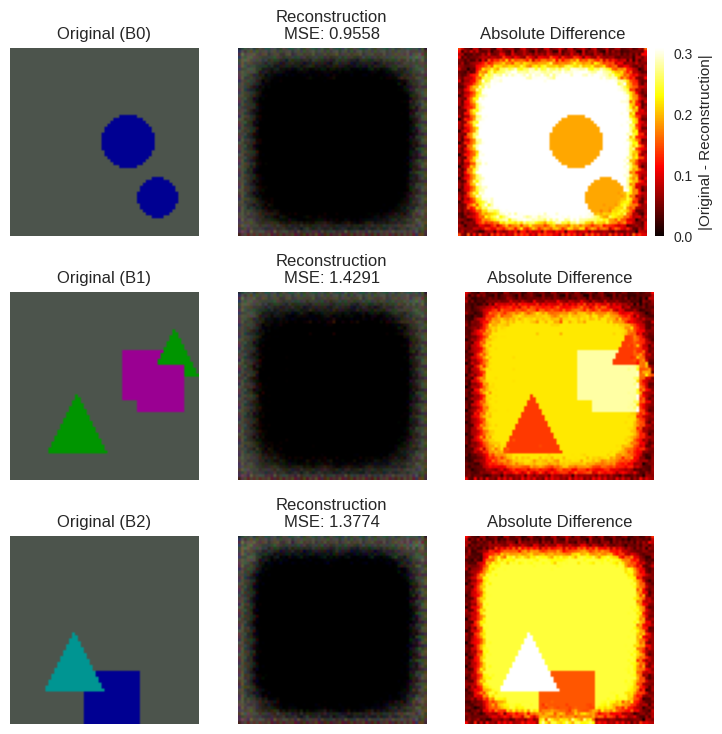 Original (B0)
Reconstruction
MSE: 0.9558
Absolute Difference
0.3
0.2
0.1
0.0
|Original - Reconstruction|
Original (B1)
Reconstruction
MSE: 1.4291
Absolute Difference
Original (B2)
Reconstruction
MSE: 1.3774
Absolute Difference